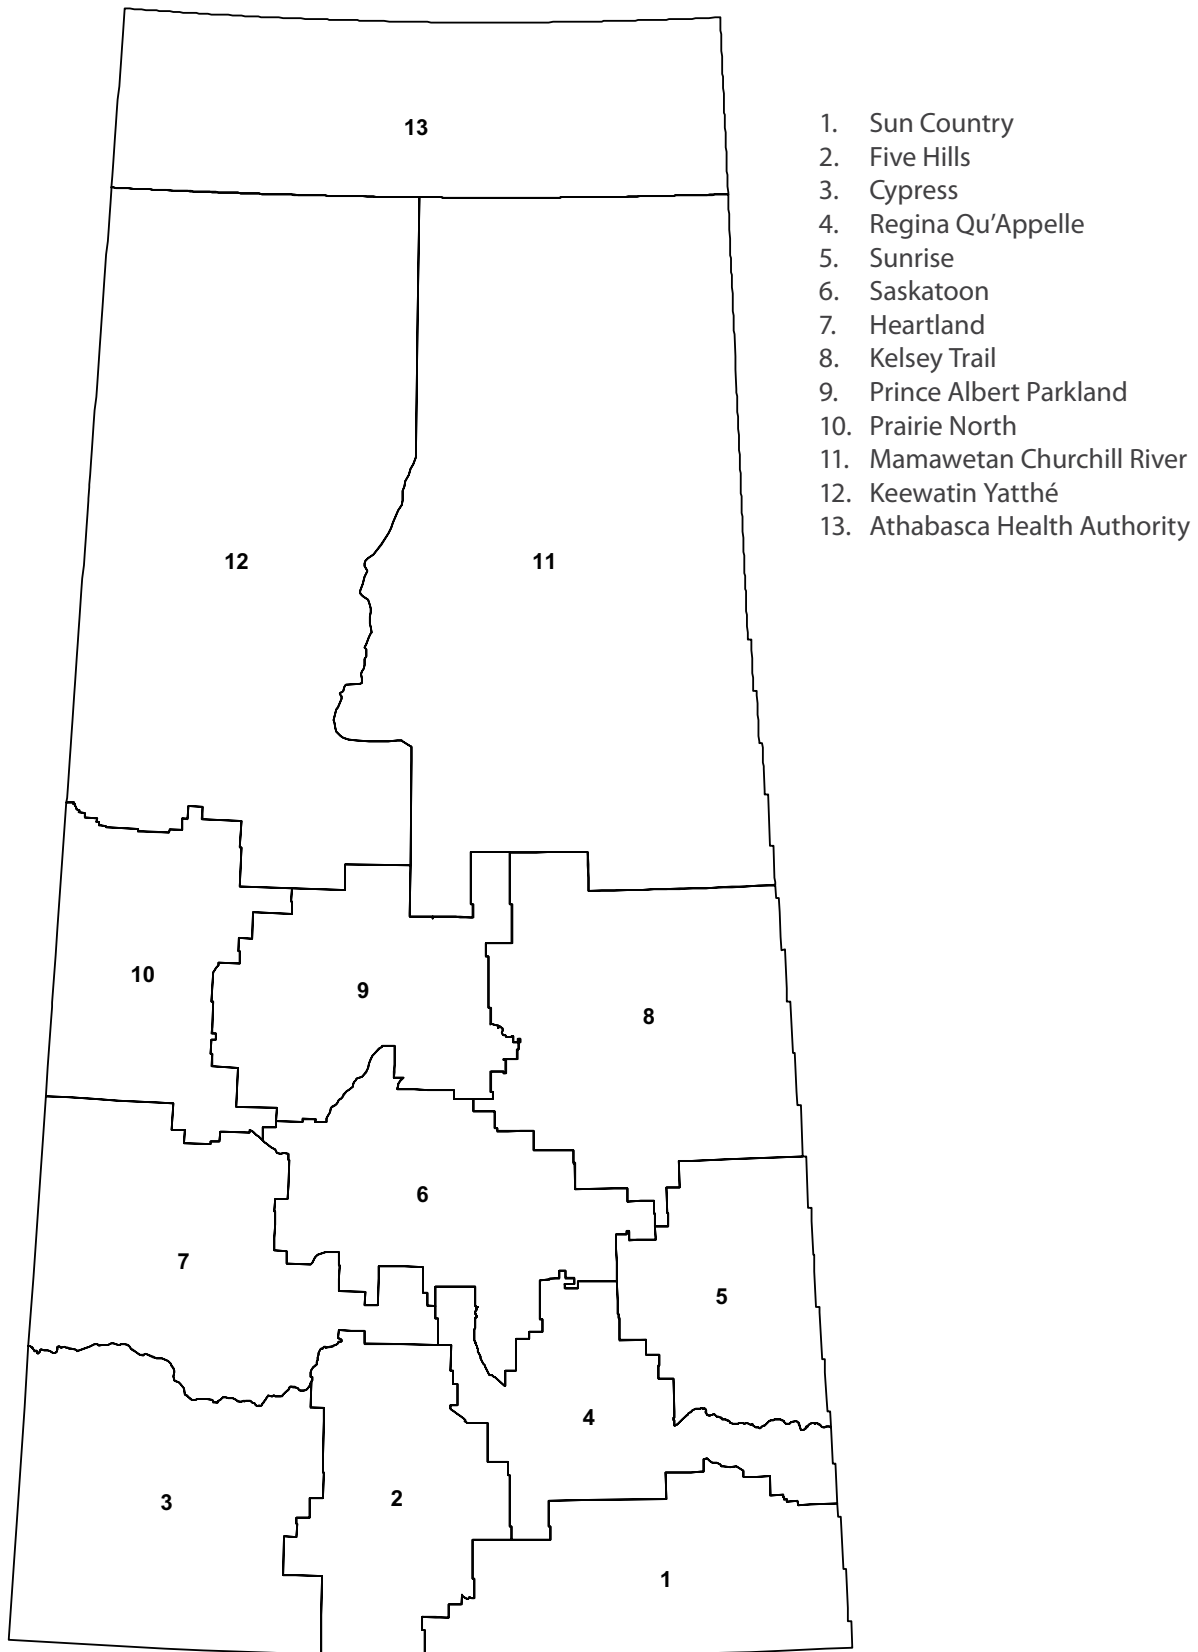 13
1. Sun Country
2. Five Hills
3. Cypress
4. Regina Qu’Appelle
5. Sunrise
6. Saskatoon
7. Heartland
8. Kelsey Trail
9. Prince Albert Parkland
10. Prairie North
11. Mamawetan Churchill River
12. Keewatin Yatthé
13. Athabasca Health Authority
12
11
10
9
8
6
7
5
4
3
2
1